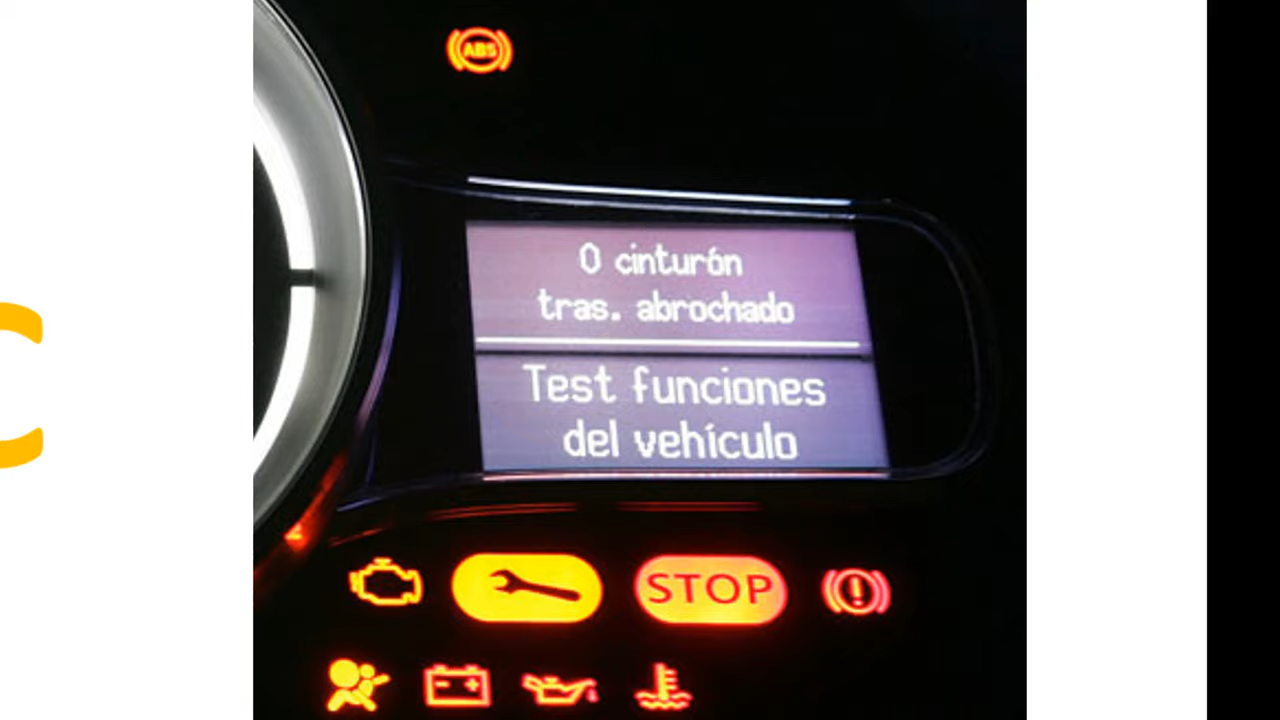 ABS
0 cinturón
tras. abrochado
Test funciones
del vehículo
STOP